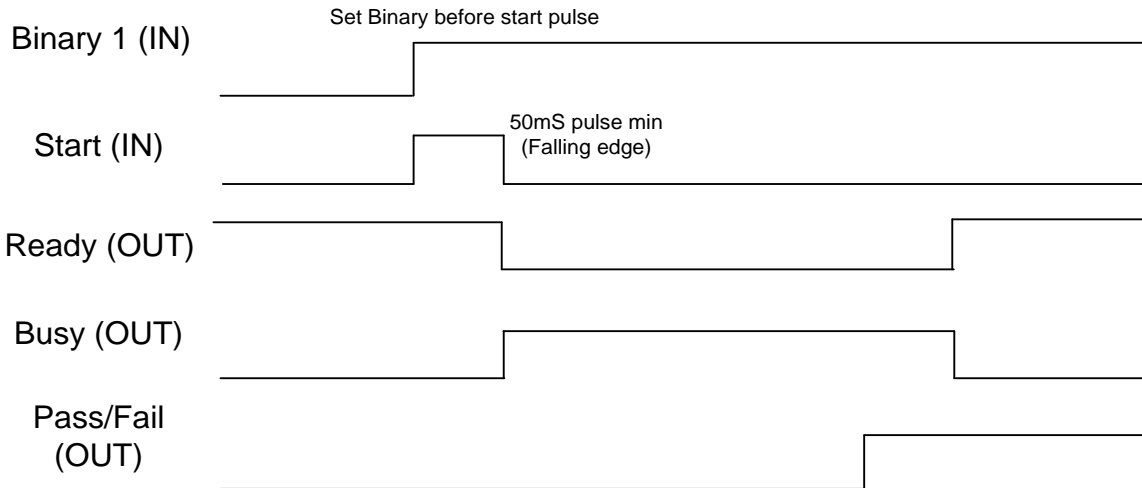 Set Binary before start pulse
Binary 1 (IN)
50mS pulse min
(Falling edge)
Start (IN)
Ready (OUT)
Busy (OUT)
Pass/Fail
(OUT)